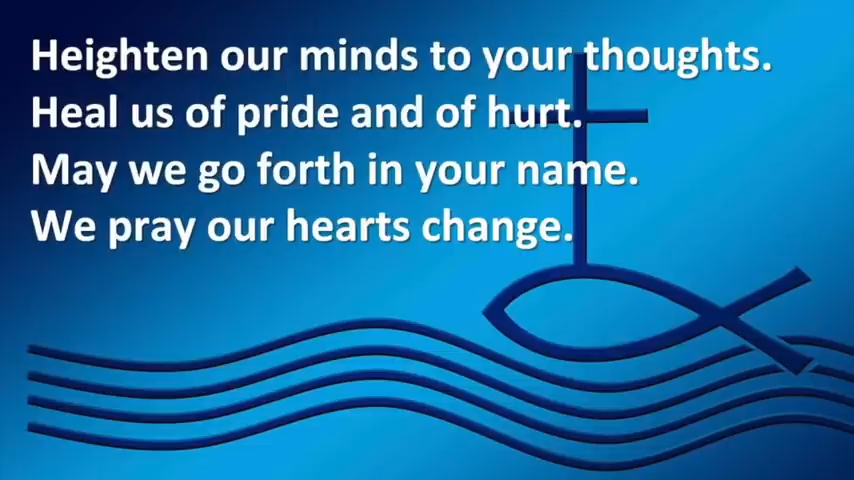 Heighten our minds to your thoughts.
Heal us of pride and of hurt.
May we go forth in your name.
We pray our hearts change.